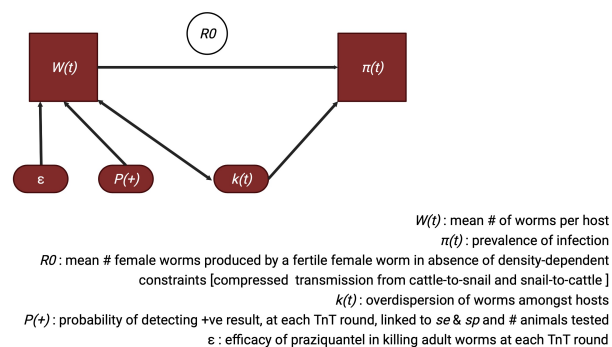 R0
W(t)
π(t)
ε
P(+)
k(t)
W(t) : mean # of worms per host
π(t) : prevalence of infection
R0 : mean # female worms produced by a fertile female worm in absence of density-dependent
constraints [compressed transmission from cattle-to-snail and snail-to-cattle ]
k(t) : overdispersion of worms amongst hosts
P(+) : probability of detecting +ve result, at each TnT round, linked to se & sp and # animals tested
ε : efficacy of praziquantel in killing adult worms at each TnT round